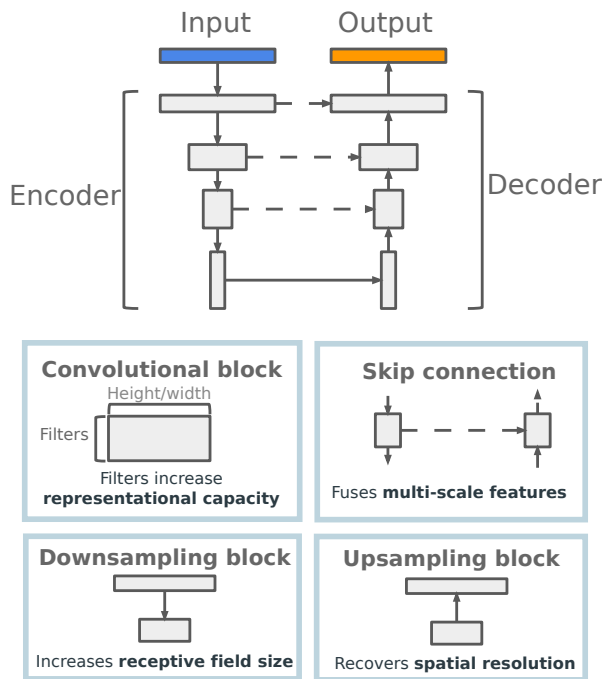 Input
Output
Encoder
Decoder
Convolutional block
Height/width
Filters
Filters increase
representational capacity
Skip connection
Fuses multi-scale features
Downsampling block
Increases receptive field size
Upsampling block
Recovers spatial resolution